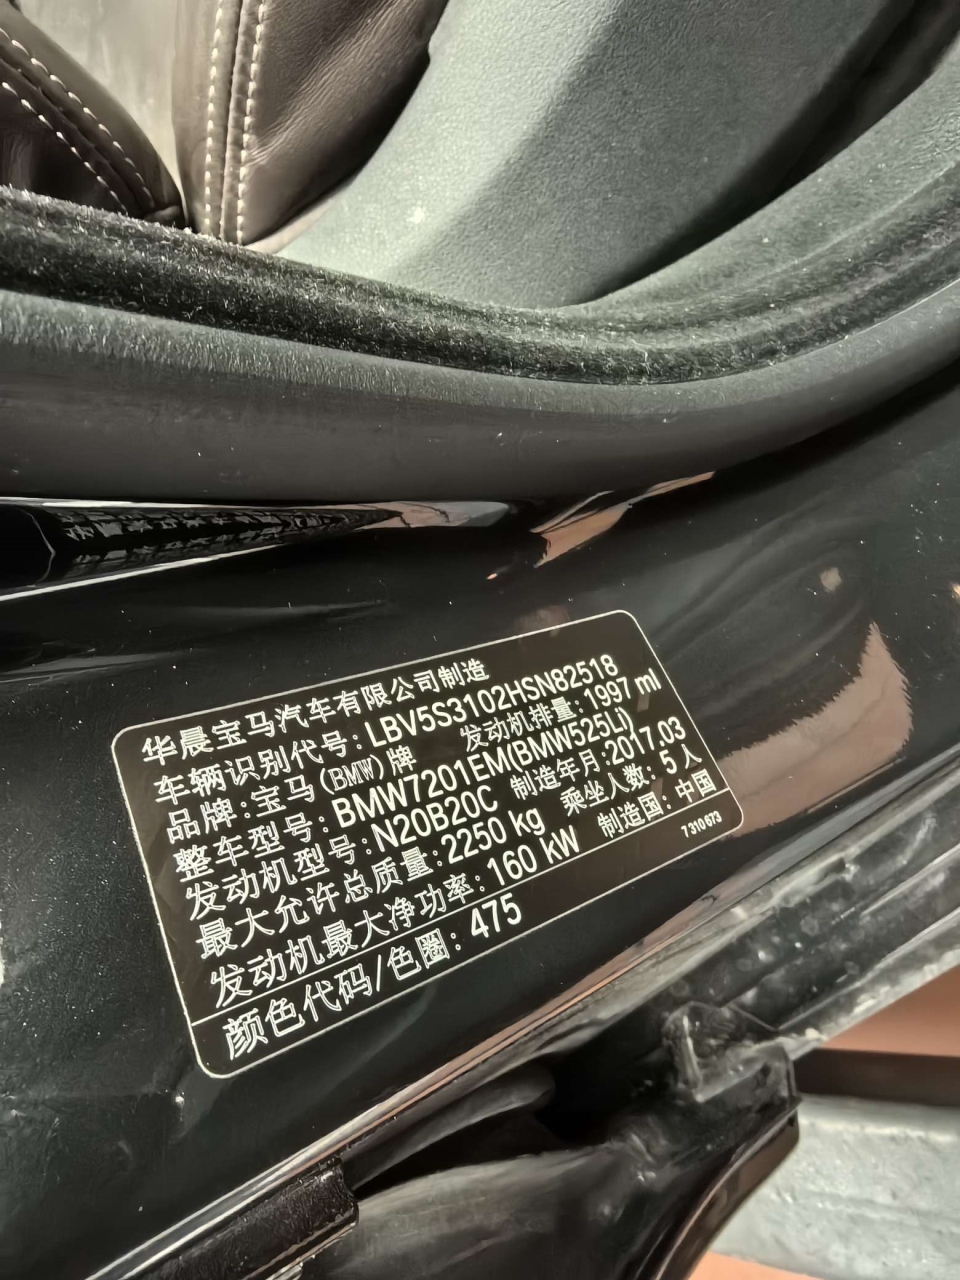 华晨宝马汽车有限公司制造
车辆识别代号: LBV5S3102HSN82518
品牌: 宝马(BMW)牌 发动机排量: 1997 ml
整车型号: BMW7201EM(BMW525Li)
发动机型号: N20B20C 制造年月: 2017.03
最大允许总质量: 2250 kg 乘坐人数: 5 人
发动机最大净功率: 160 kW 制造国: 中国
颜色代码/色圈: 475 7310673